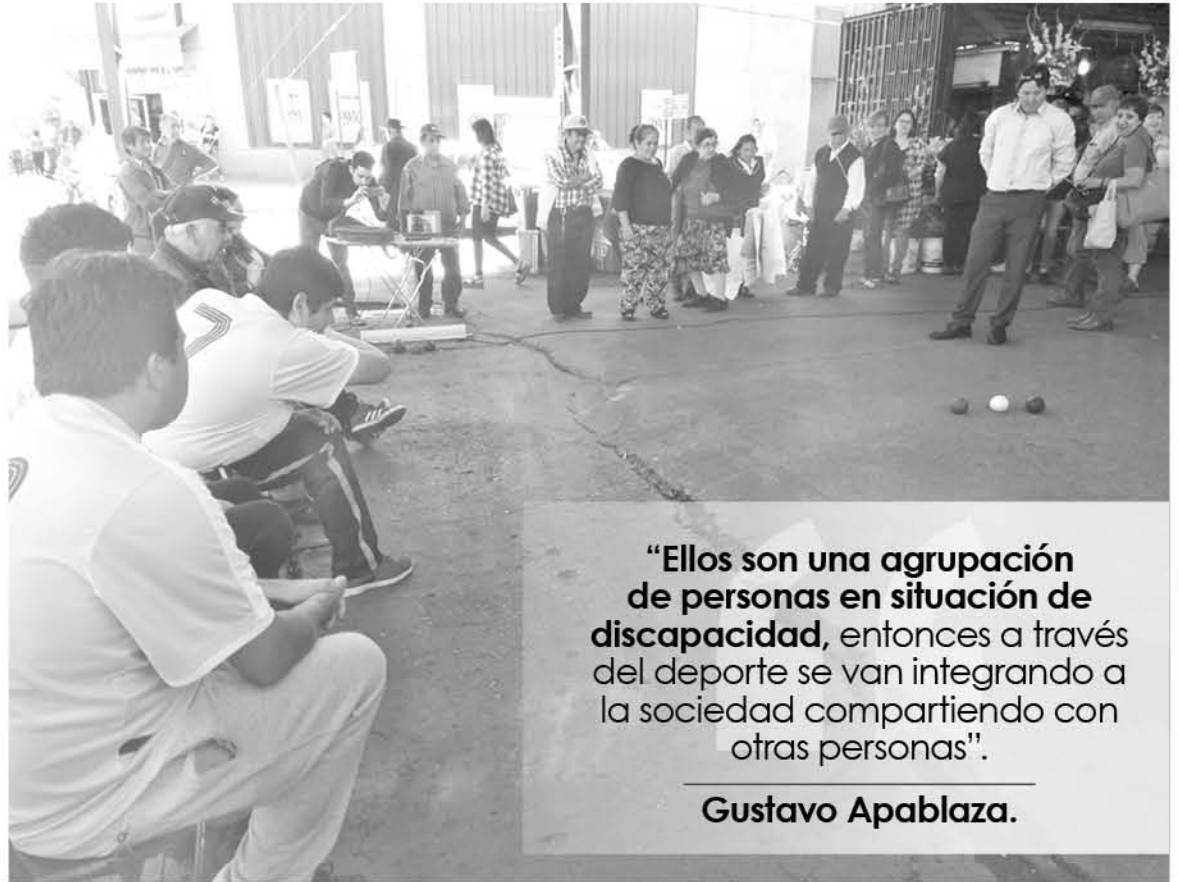 “Ellos son una agrupación
de personas en situación de
discapacidad, entonces a través
del deporte se van integrando a
la sociedad compartiendo con
otras personas”.
Gustavo Apablaza.